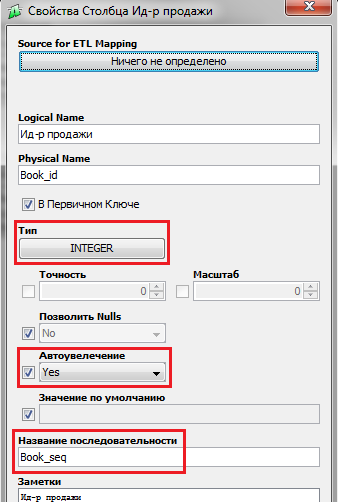 Свойства Столбца Ид-р продажи
Source for ETL Mapping
Ничего не определено
Logical Name
Ид-р продажи
Physical Name
Book_id
В Первичном Ключе
Тип
INTEGER
Точность
Масштаб
0
0
Позволить Nulls
No
Автоувелечение
Yes
Значение по умолчанию
Название последовательности
Book_seq
Заметки
Ид-р продажи